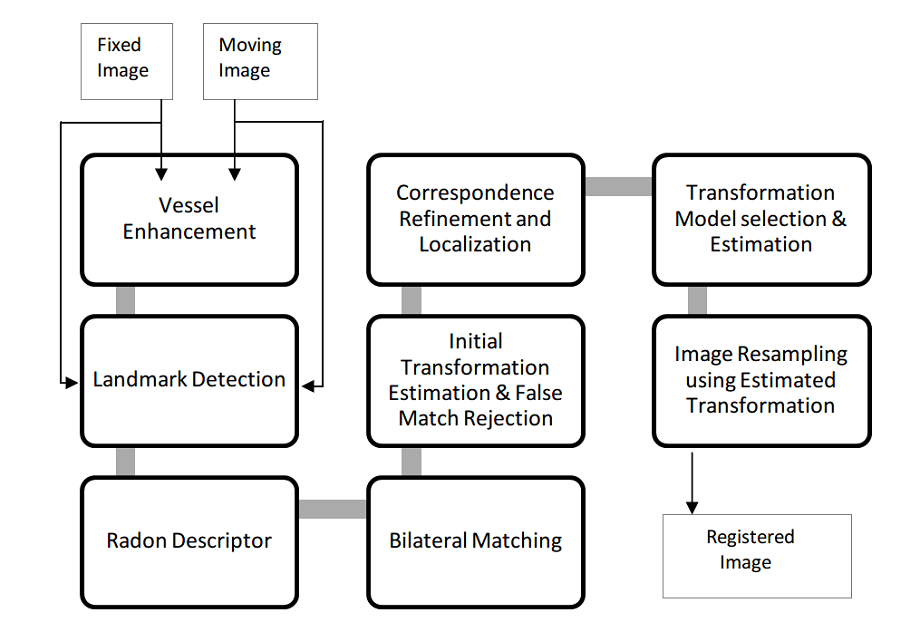 Fixed
Image
Moving
Image
Vessel
Enhancement
Landmark Detection
Radon Descriptor
Bilateral Matching
Initial
Transformation
Estimation & False
Match Rejection
Correspondence
Refinement and
Localization
Transformation
Model selection &
Estimation
Image Resampling
using Estimated
Transformation
Registered
Image